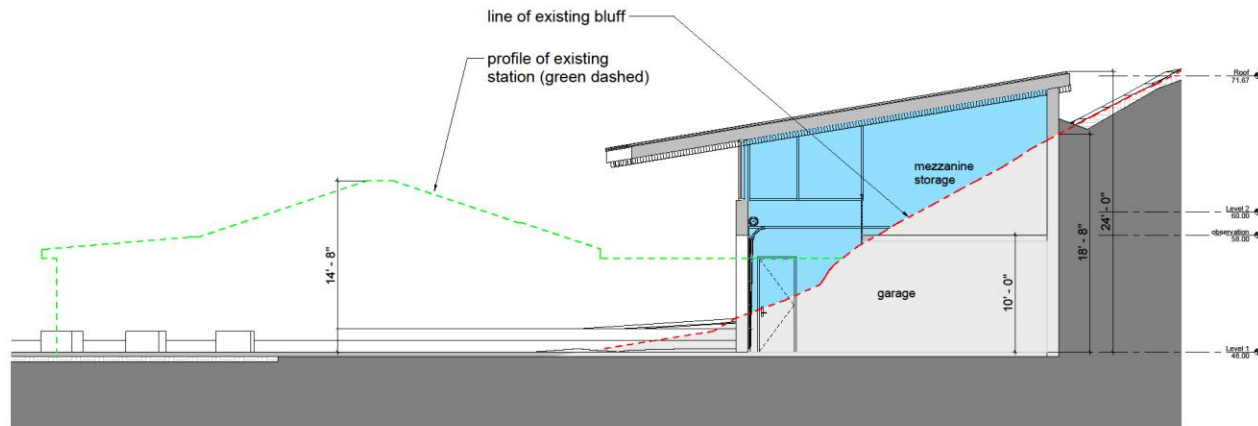 line of existing bluff
profile of existing
station (green dashed)
Roof
71.67
mezzanine
storage
Level 2
60.00
observation
58.00
14' - 8"
garage
10' - 0"
18' - 8"
24' - 0"
Level 1
48.00